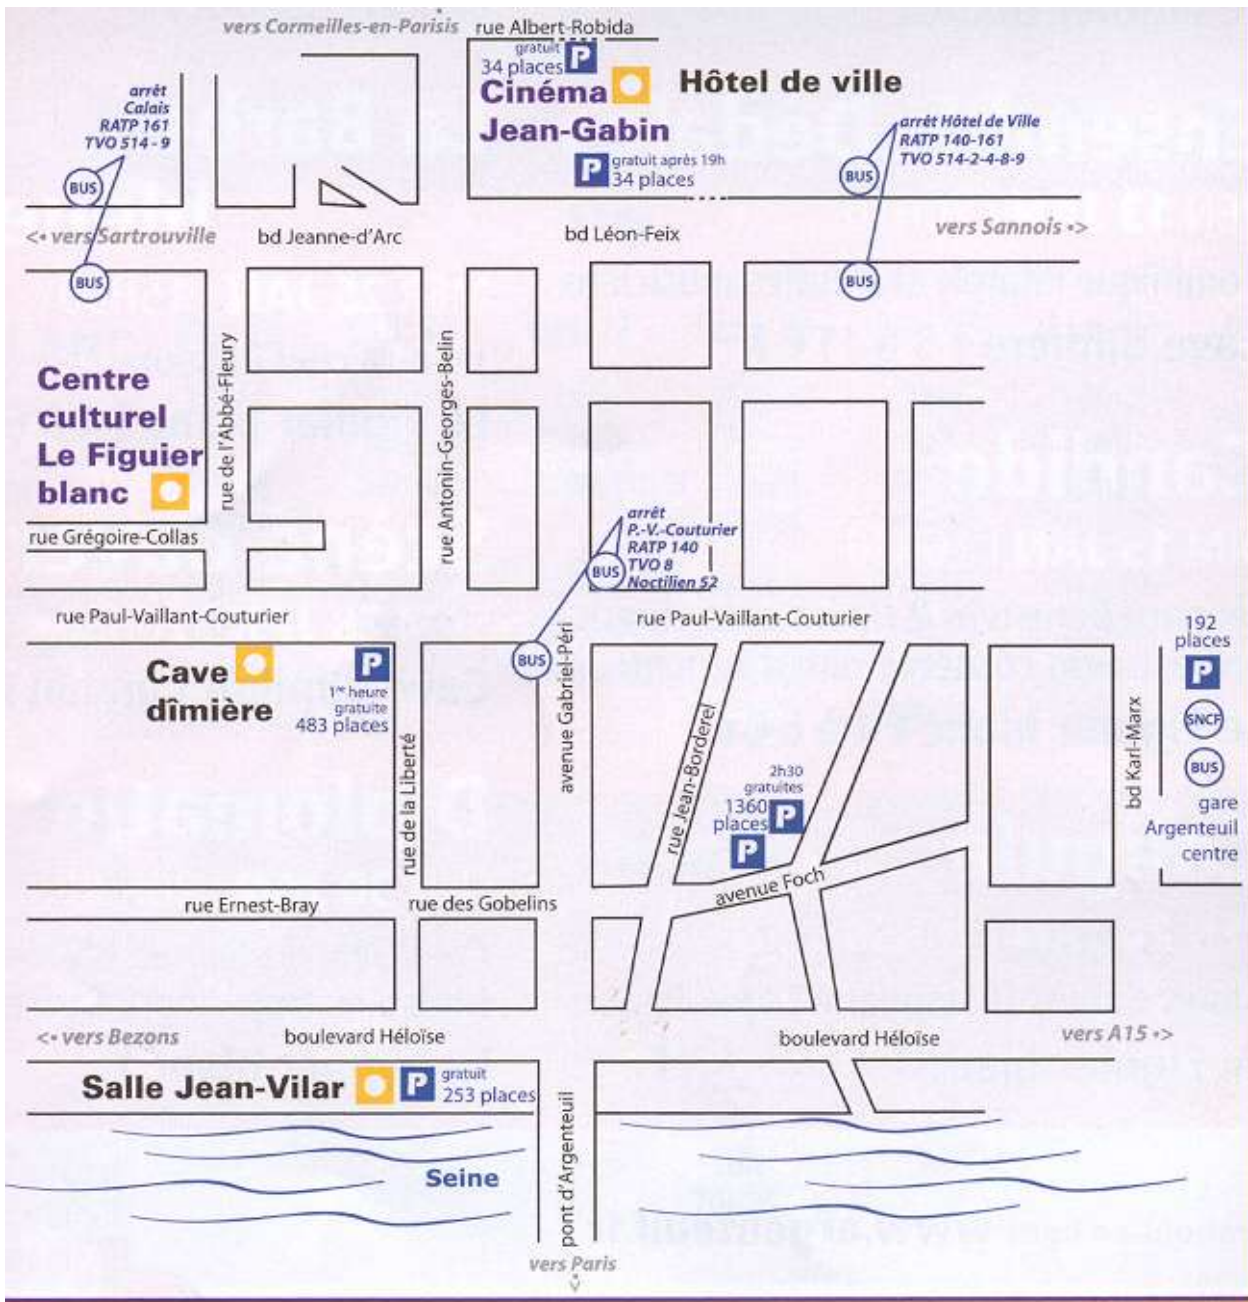 vers Cormeilles-en-Parisis
rue Albert-Robida
gratuit
34 places
P
Cinéma
Jean-Gabin
Hôtel de ville
P
gratuit après 19h
34 places
arrêt
Calais
RATP 161
TVO 514 - 9
BUS
BUS
arrêt Hôtel de Ville
RATP 140-161
TVO 514-2-4-8-9
BUS
BUS
<• vers Sartrouville
bd Jeanne-d'Arc
bd Léon-Feix
vers Sannois •>
Centre
culturel
Le Figuier
blanc
rue de l'Abbé-Fleury
rue Antonin-Georges-Belin
rue Grégoire-Collas
arrêt
P.-V.-Couturier
RATP 140
TVO 8
Noctilien 52
BUS
BUS
rue Paul-Vaillant-Couturier
rue Paul-Vaillant-Couturier
Cave
dîmière
P
1re heure
gratuite
483 places
rue de la Liberté
avenue Gabriel-Péri
rue Jean-Borderel
2h30
gratuites
1360
places
P
P
avenue Foch
bd Karl-Marx
192
places
P
SNCF
BUS
gare
Argenteuil
centre
rue Ernest-Bray
rue des Gobelins
<• vers Bezons
boulevard Héloïse
boulevard Héloïse
vers A15 •>
Salle Jean-Vilar
P
gratuit
253 places
Seine
pont d'Argenteuil
vers Paris